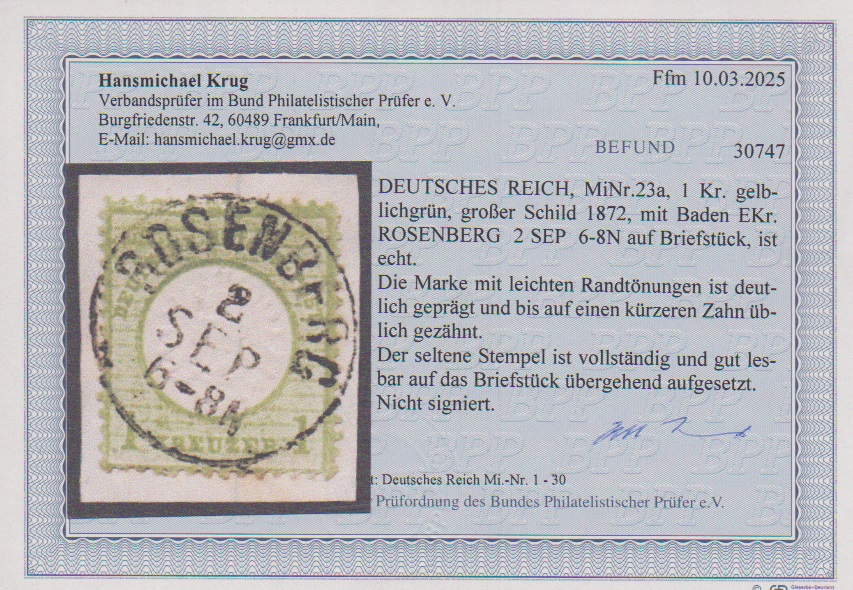 Hansmichael Krug
Ffm 10.03.2025
Verbandsprüfer im Bund Philatelistischer Prüfer e. V.
Burgfriedenstr. 42, 60489 Frankfurt/Main,
E-Mail: hansmichael.krug@gmx.de
BEFUND 30747
DEUTSCHES REICH, MiNr.23a, 1 Kr. gelb-
lichgrün, großer Schild 1872, mit Baden EKr.
ROSENBERG 2 SEP 6-8N auf Briefstück, ist
echt.
Die Marke mit leichten Randtönungen ist deut-
lich geprägt und bis auf einen kürzeren Zahn üb-
lich gezähnt.
Der seltene Stempel ist vollständig und gut les-
bar auf das Briefstück übergehend aufgesetzt.
Nicht signiert.
t: Deutsches Reich Mi.-Nr. 1 - 30
Prüfordnung des Bundes Philatelistischer Prüfer e.V.
ROSENBERG
2
SEP
6-8N
1 KREUZER 1
BPP